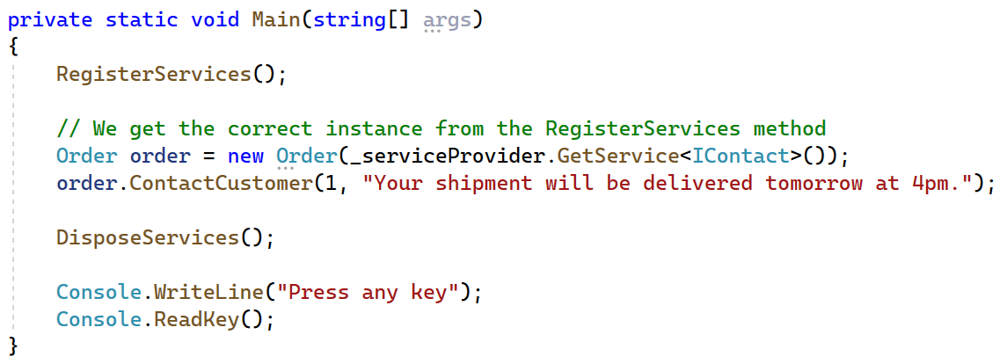 private static void Main(string[] args)
{
    RegisterServices();

    // We get the correct instance from the RegisterServices method
    Order order = new Order(_serviceProvider.GetService<IContact>());
    order.ContactCustomer(1, "Your shipment will be delivered tomorrow at 4pm.");

    DisposeServices();

    Console.WriteLine("Press any key");
    Console.ReadKey();
}